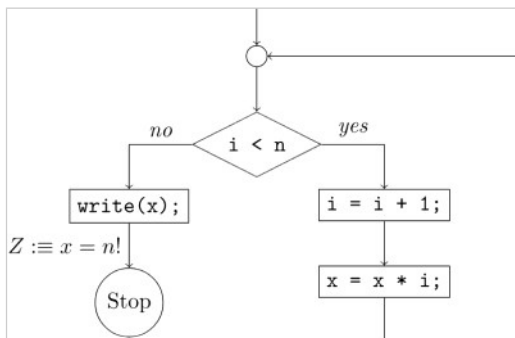 no
yes
i < n
write(x);
i = i + 1;
Z :≡ x = n!
x = x * i;
Stop